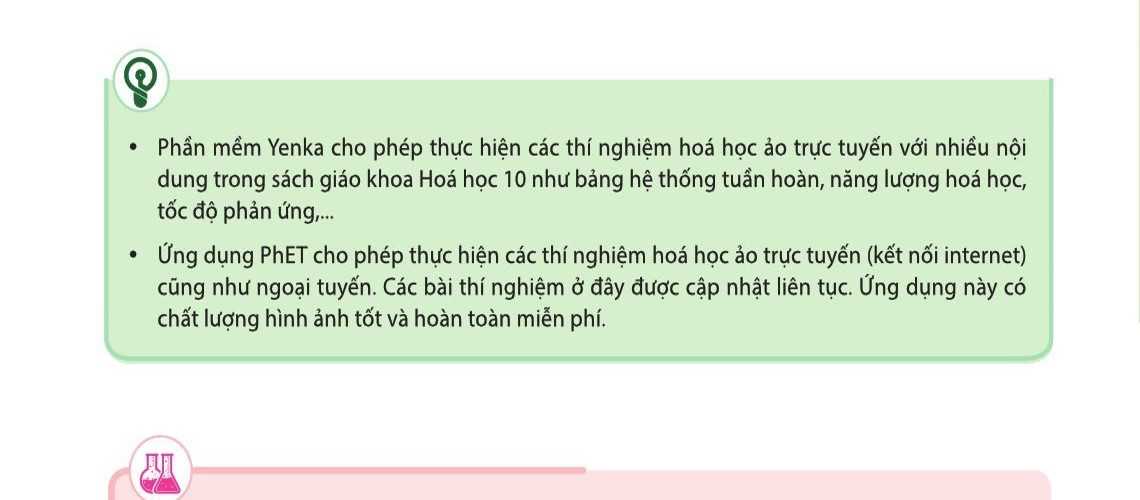 • Phần mềm Yenka cho phép thực hiện các thí nghiệm hoá học ảo trực tuyến với nhiều nội
dung trong sách giáo khoa Hoá học 10 như bảng hệ thống tuần hoàn, năng lượng hoá học,
tốc độ phản ứng,...
• Ứng dụng PhET cho phép thực hiện các thí nghiệm hoá học ảo trực tuyến (kết nối internet)
cũng như ngoại tuyến. Các bài thí nghiệm ở đây được cập nhật liên tục. Ứng dụng này có
chất lượng hình ảnh tốt và hoàn toàn miễn phí.